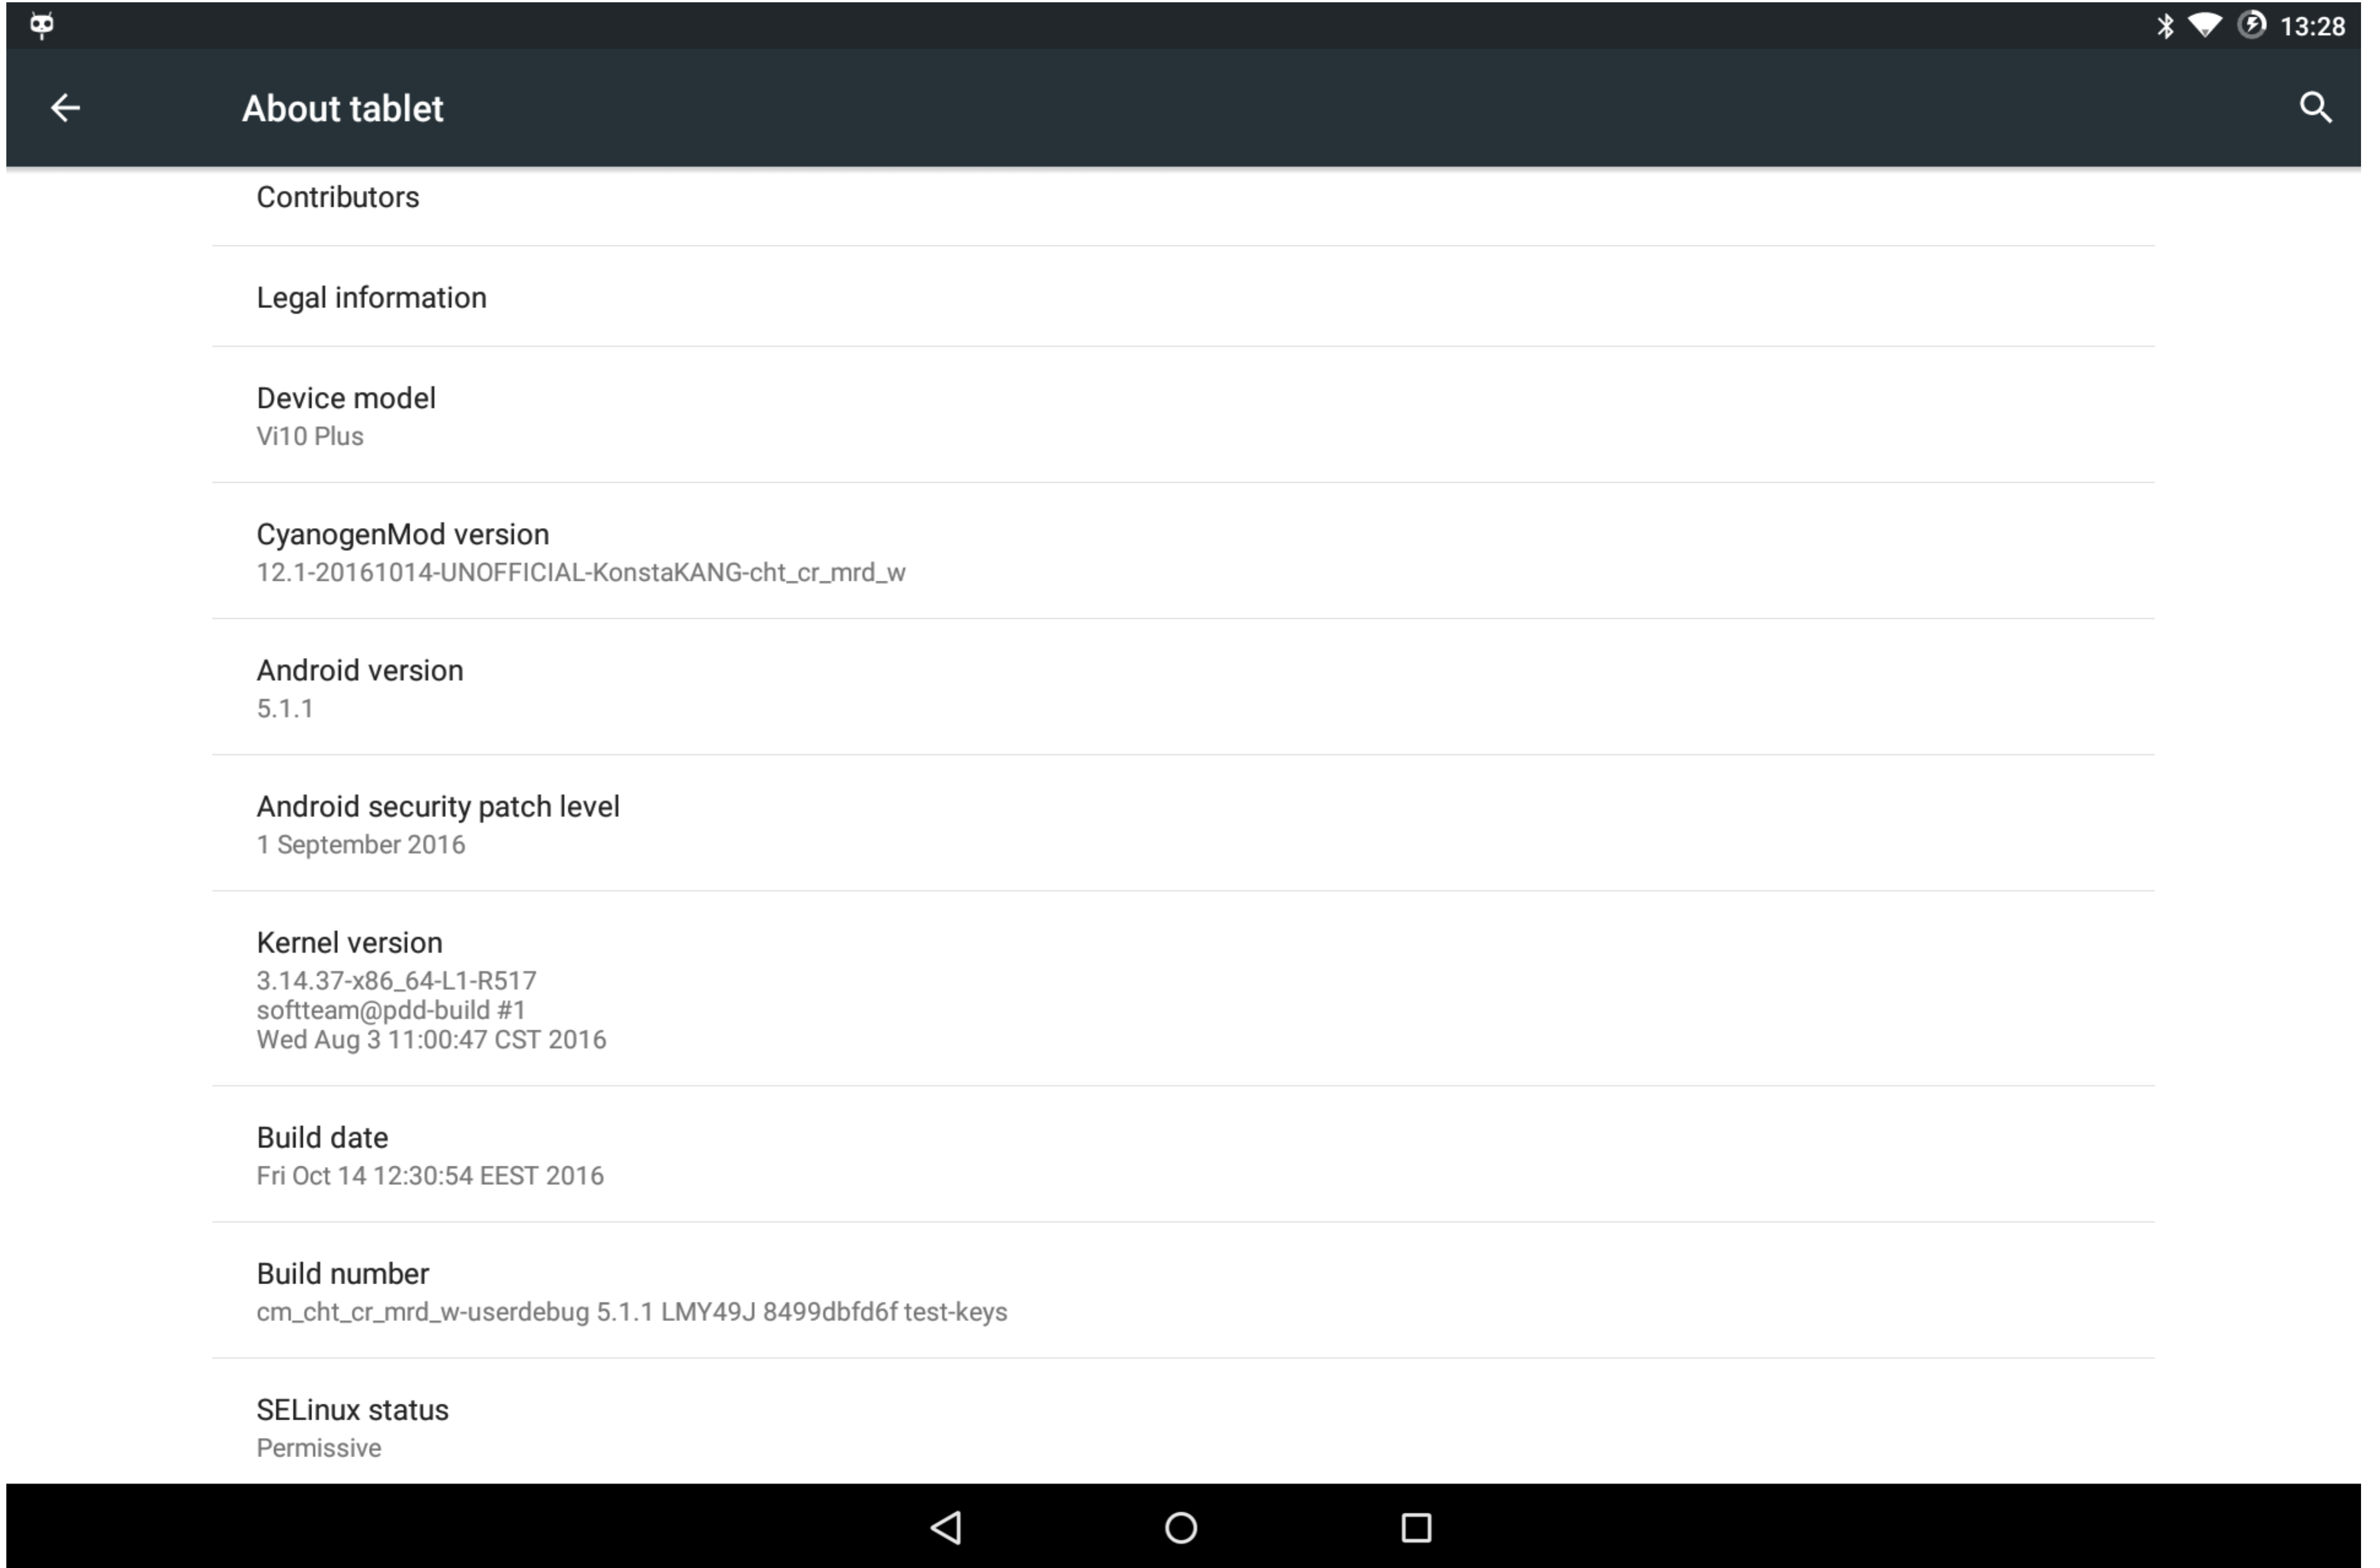 13:28
About tablet
Contributors
Legal information
Device model
Vi10 Plus
CyanogenMod version
12.1-20161014-UNOFFICIAL-KonstaKANG-cht_cr_mrd_w
Android version
5.1.1
Android security patch level
1 September 2016
Kernel version
3.14.37-x86_64-L1-R517
softteam@pdd-build #1
Wed Aug 3 11:00:47 CST 2016
Build date
Fri Oct 14 12:30:54 EEST 2016
Build number
cm_cht_cr_mrd_w-userdebug 5.1.1 LMY49J 8499dbfd6f test-keys
SELinux status
Permissive